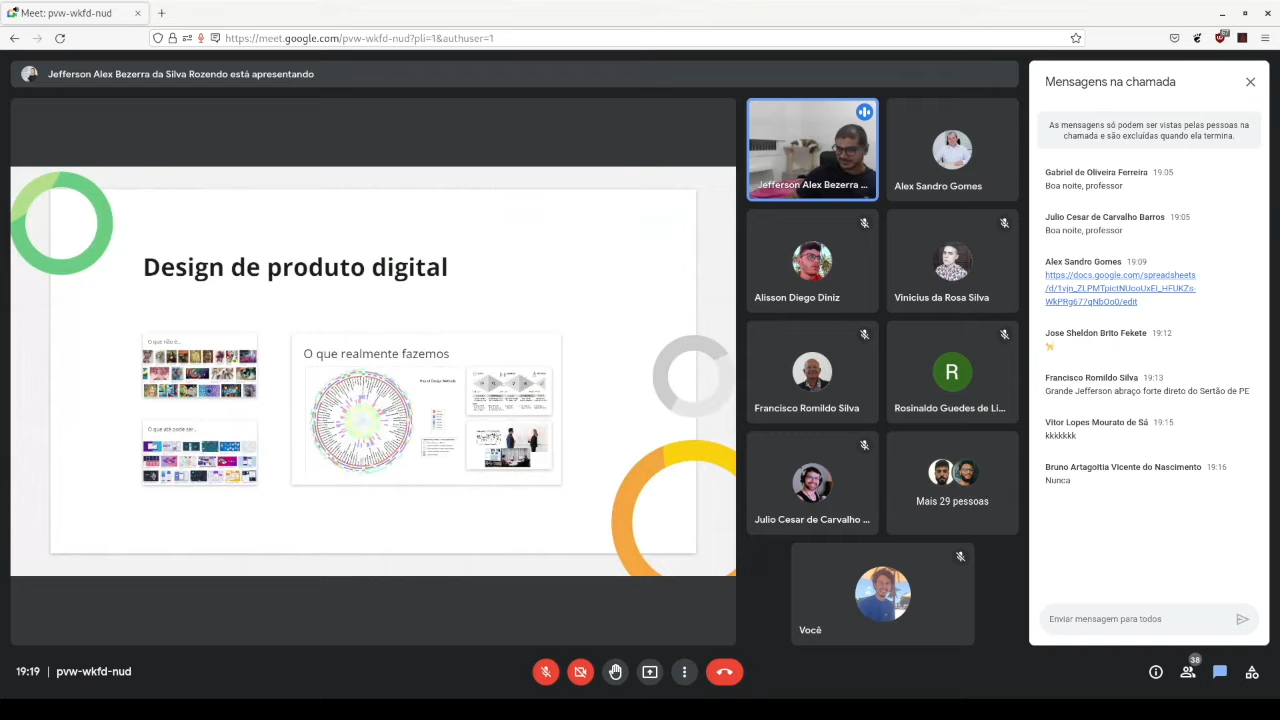 Meet: pvw-wkfd-nud
https://meet.google.com/pvw-wkfd-nud?pli=1&authuser=1
Jefferson Alex Bezerra da Silva Rozendo está apresentando
Design de produto digital
O que não é...
O que até pode ser...
O que realmente fazemos
Jefferson Alex Bezerra ...
Alex Sandro Gomes
Alisson Diego Diniz
Vinicius da Rosa Silva
Francisco Romildo Silva
R
Rosinaldo Guedes de Li...
Julio Cesar de Carvalho ...
Mais 29 pessoas
Você
Mensagens na chamada
As mensagens só podem ser vistas pelas pessoas na
chamada e são excluídas quando ela termina.
Gabriel de Oliveira Ferreira 19:05
Boa noite, professor
Julio Cesar de Carvalho Barros 19:05
Boa noite, professor
Alex Sandro Gomes 19:09
https://docs.google.com/spreadsheets
Jose Sheldon Brito Fekete 19:12
Francisco Romildo Silva 19:13
Grande Jefferson abraço forte direto do Sertão de PE
Vitor Lopes Mourato de Sá 19:15
kkkkkkk
Bruno Artagoitia Vicente do Nascimento 19:16
Nunca
Enviar mensagem para todos
19:19 | pvw-wkfd-nud
38